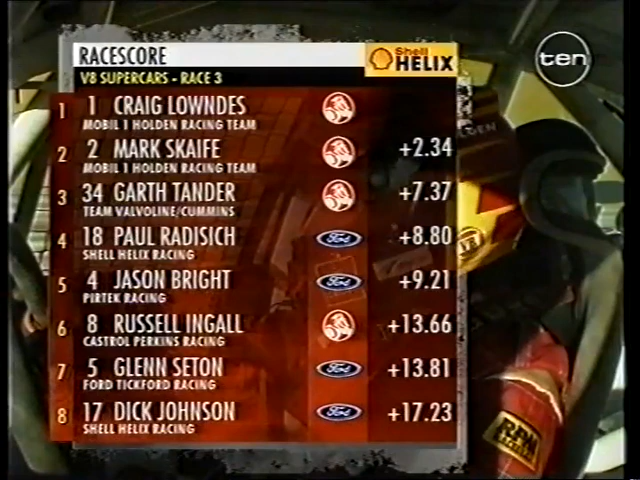 RACESCORE
Shell HELIX
ten
V8 SUPERCARS - RACE 3
1 1 CRAIG LOWNDES
MOBIL 1 HOLDEN RACING TEAM
2 2 MARK SKAIFE +2.34
MOBIL 1 HOLDEN RACING TEAM
3 34 GARTH TANDER +7.37
TEAM VALVOLINE/CUMMINS
4 18 PAUL RADISICH Ford +8.80
SHELL HELIX RACING
5 4 JASON BRIGHT Ford +9.21
PIRTEK RACING
6 8 RUSSELL INGALL +13.66
CASTROL PERKINS RACING
7 5 GLENN SETON Ford +13.81
FORD TICKFORD RACING
8 17 DICK JOHNSON Ford +17.23
SHELL HELIX RACING